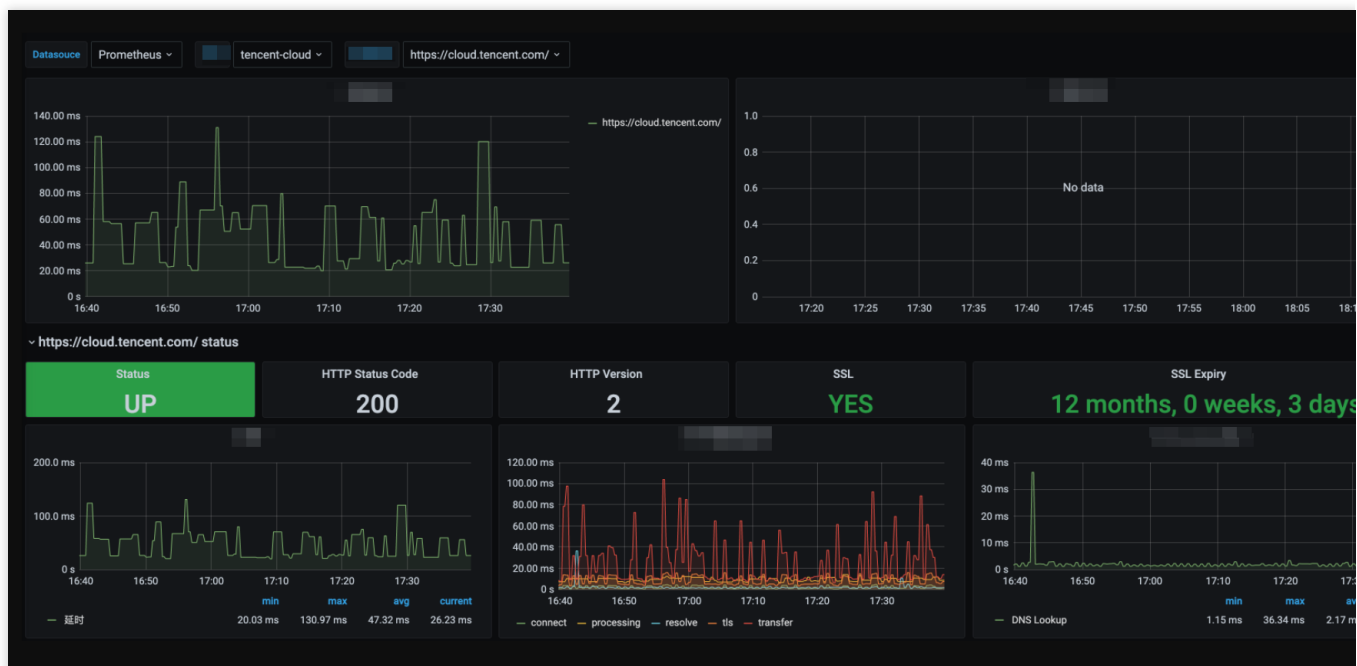 Datasouce Prometheus tencent-cloud https://cloud.tencent.com/
140.00 ms
120.00 ms
100.00 ms
80.00 ms
60.00 ms
40.00 ms
20.00 ms
0 s
16:40 16:50 17:00 17:10 17:20 17:30
https://cloud.tencent.com/
1.0
0.8
0.6
0.4
0.2
0
No data
17:20 17:25 17:30 17:35 17:40 17:45 17:50 17:55 18:00 18:05 18:1
https://cloud.tencent.com/ status
Status
UP
HTTP Status Code
200
HTTP Version
2
SSL
YES
SSL Expiry
12 months, 0 weeks, 3 days
200.0 ms
100.0 ms
0 s
16:40 16:50 17:00 17:10 17:20 17:30
min max avg current
延时 20.03 ms 130.97 ms 47.32 ms 26.23 ms
120.00 ms
100.00 ms
80.00 ms
60.00 ms
40.00 ms
20.00 ms
0 s
16:40 16:50 17:00 17:10 17:20 17:30
connect processing resolve tls transfer
40 ms
30 ms
20 ms
10 ms
0 s
16:40 16:50 17:00 17:10 17:20 17:3
min max av
DNS Lookup 1.15 ms 36.34 ms 2.17 m